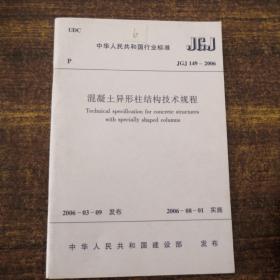 UDC
中华人民共和国行业标准 JGJ
P JGJ 149-2006
混凝土异形柱结构技术规程
Technical specification for concrete structures
with specially shaped columns
2006-03-09 发布 2006-08-01 实施
中华人民共和国建设部 发布